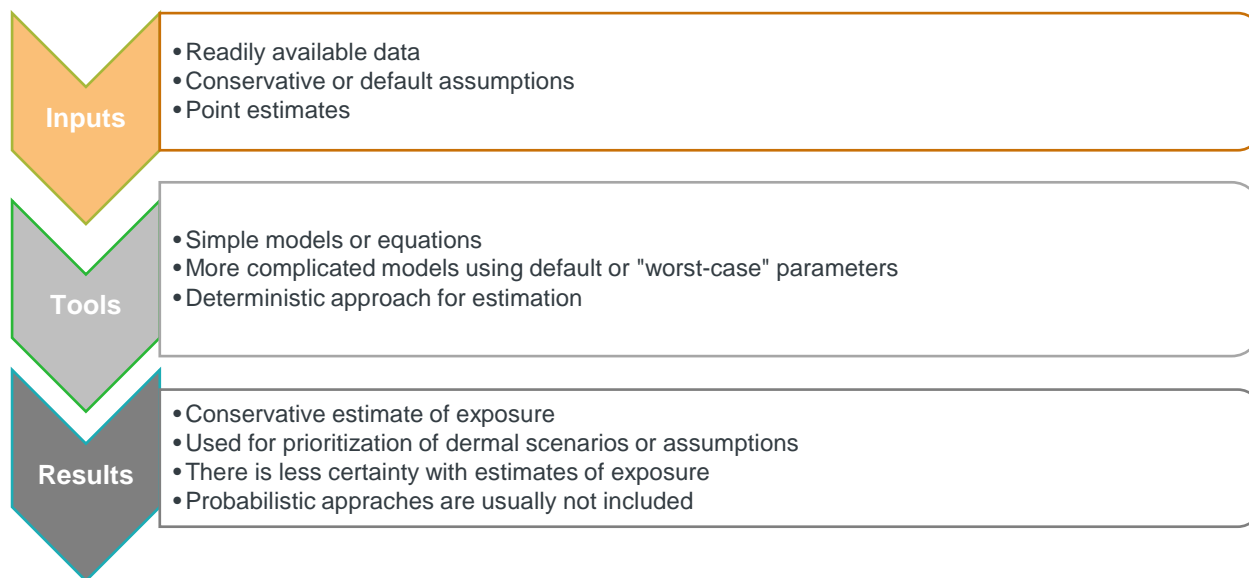 Inputs
•Readily available data
•Conservative or default assumptions
•Point estimates
Tools
•Simple models or equations
•More complicated models using default or "worst-case" parameters
•Deterministic approach for estimation
Results
•Conservative estimate of exposure
•Used for prioritization of dermal scenarios or assumptions
•There is less certainty with estimates of exposure
•Probabilistic appraches are usually not included